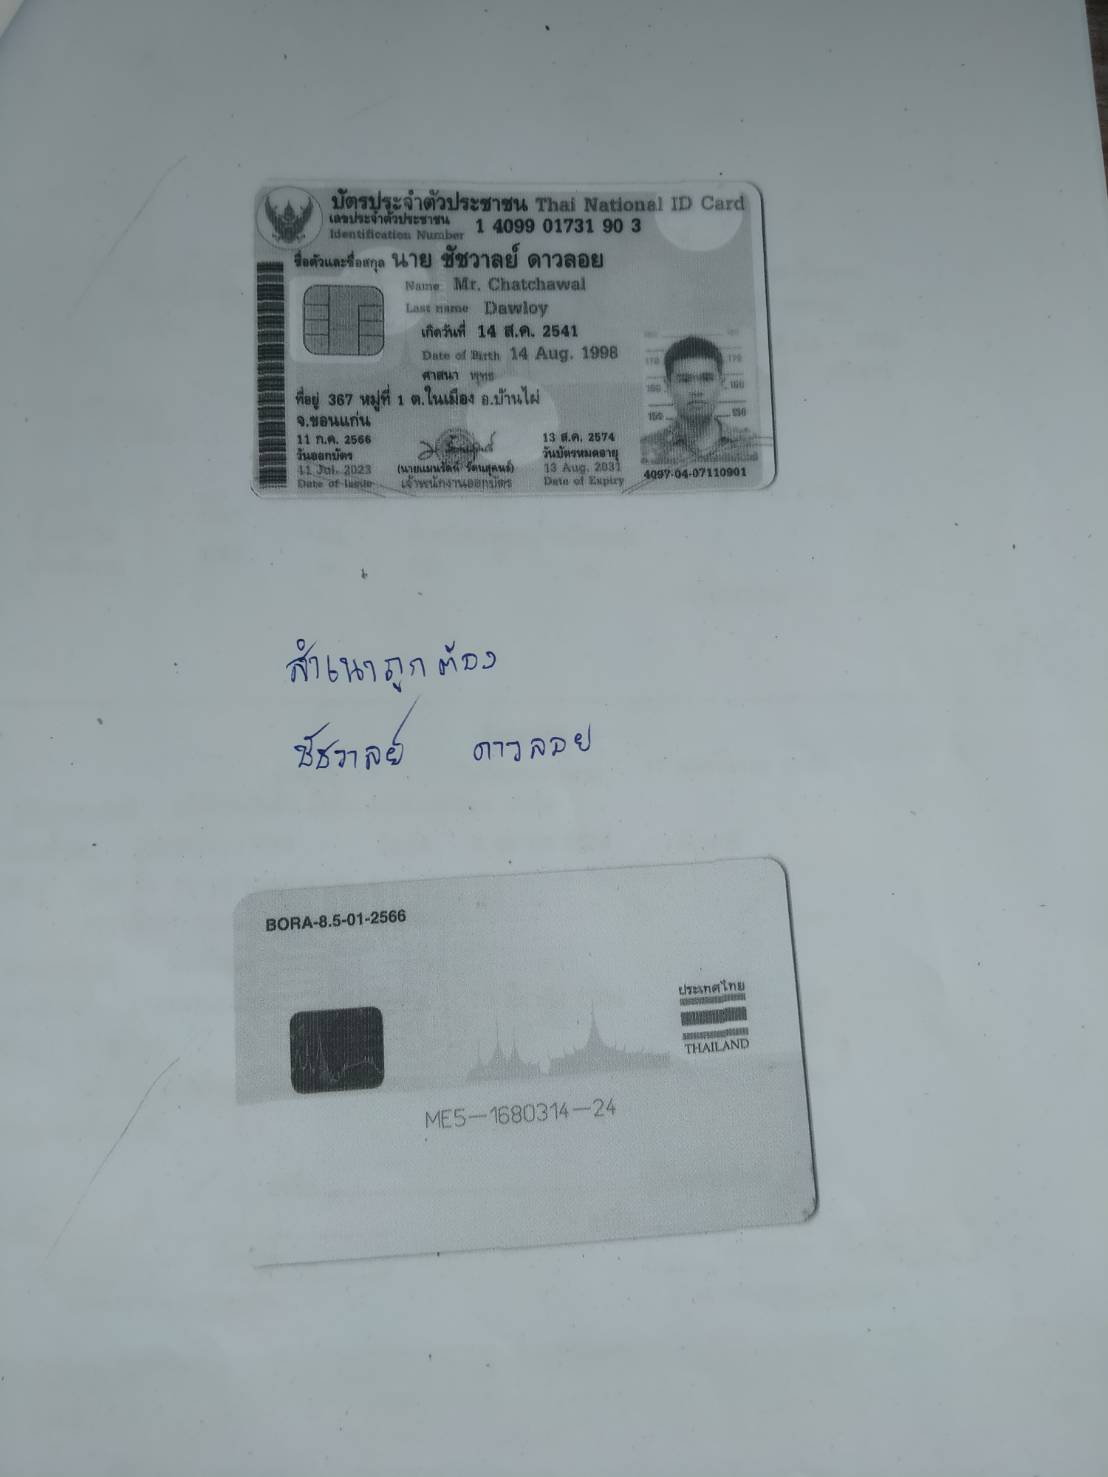 บัตรประจำตัวประชาชน Thai National ID Card
เลขประจำตัวประชาชน
Identification Number 1 4099 01731 90 3
ชื่อตัวและชื่อสกุล นาย ชัชวาลย์ ดาวลอย
Name Mr. Chatchawal
Last name Dawloy
เกิดวันที่ 14 ส.ค. 2541
Date of Birth 14 Aug. 1998
ศาสนา พุทธ
ที่อยู่ 367 หมู่ที่ 1 ต.ในเมือง อ.บ้านไผ่
จ.ขอนแก่น
11 ก.ค. 2566
วันออกบัตร
11 Jul. 2023
Date of Issue
เจ้าพนักงานออกบัตร
13 ส.ค. 2574
วันบัตรหมดอายุ
13 Aug. 2031
Date of Expiry
170 170
160 160
150 150
4097-04-07110901
สำเนาถูกต้อง
ชัชวาลย์ ดาวลอย
BORA-8.5-01-2566
ประเทศไทย
THAILAND
ME5-1680314-24